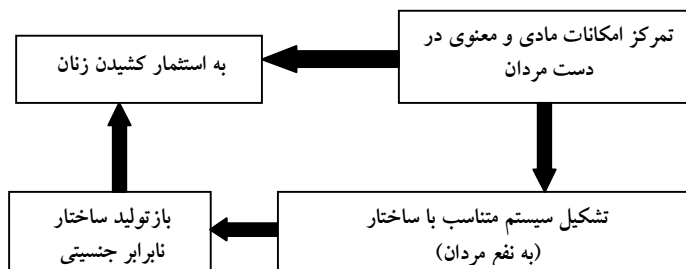 تمرکز امکانات مادی و معنوی در
دست مردان
به استثمار کشیدن زنان
تشکیل سیستم متناسب با ساختار
(به نفع مردان)
بازتولید ساختار
نابرابر جنسیتی